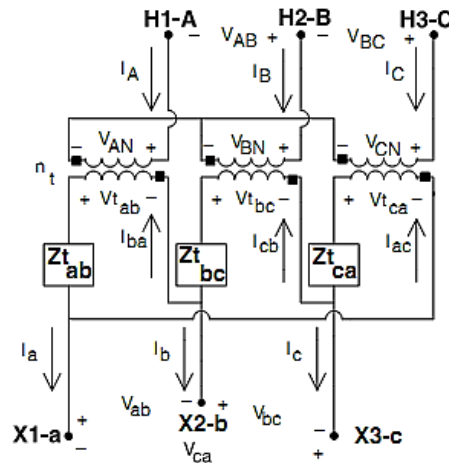 H1-A H2-B H3-C
− V_AB + − V_BC +
I_A I_B I_C
− V_AN + − V_BN + − V_CN +
n_t
+ Vt_ab − + Vt_bc − + Vt_ca −
I_ba I_cb I_ac
Zt_ab Zt_bc Zt_ca
I_a I_b I_c
+ V_ab − + V_bc −
X1-a X2-b X3-c
− V_ca +